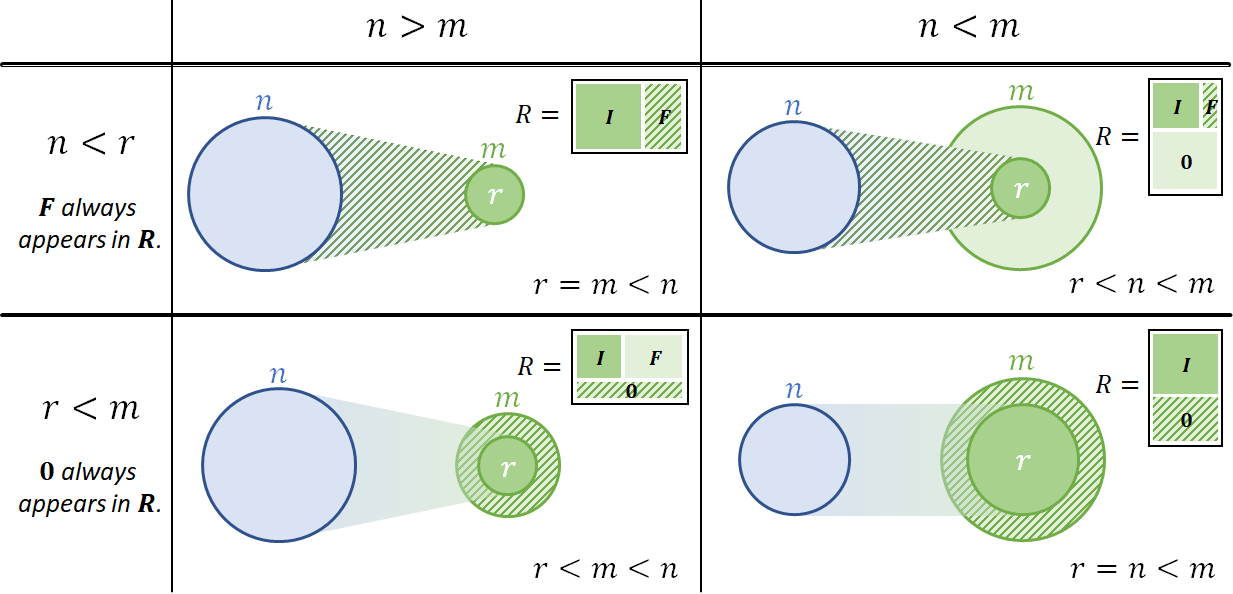 n > m
n < m
n < r
F always
appears in R.
n
m
r
R =
I
F
r = m < n
n
m
r
R =
I
F
0
r < n < m
r < m
0 always
appears in R.
n
m
r
R =
I
F
0
r < m < n
n
m
r
R =
I
0
r = n < m